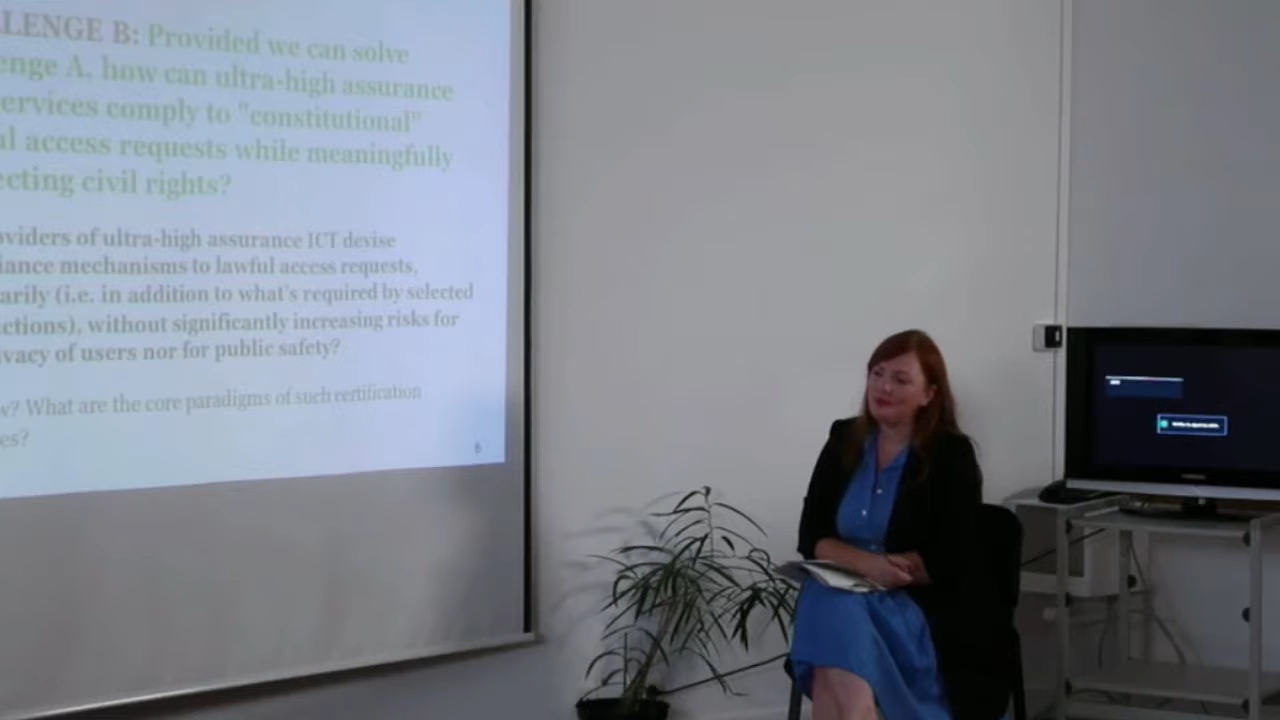 LLENGE B: Provided we can solve
enge A, how can ultra-high assurance
ervices comply to "constitutional"
al access requests while meaningfully
ecting civil rights?
oviders of ultra-high assurance ICT devise
iance mechanisms to lawful access requests,
arily (i.e. in addition to what's required by selected
ictions), without significantly increasing risks for
ivacy of users nor for public safety?
w? What are the core paradigms of such certification
es?
6